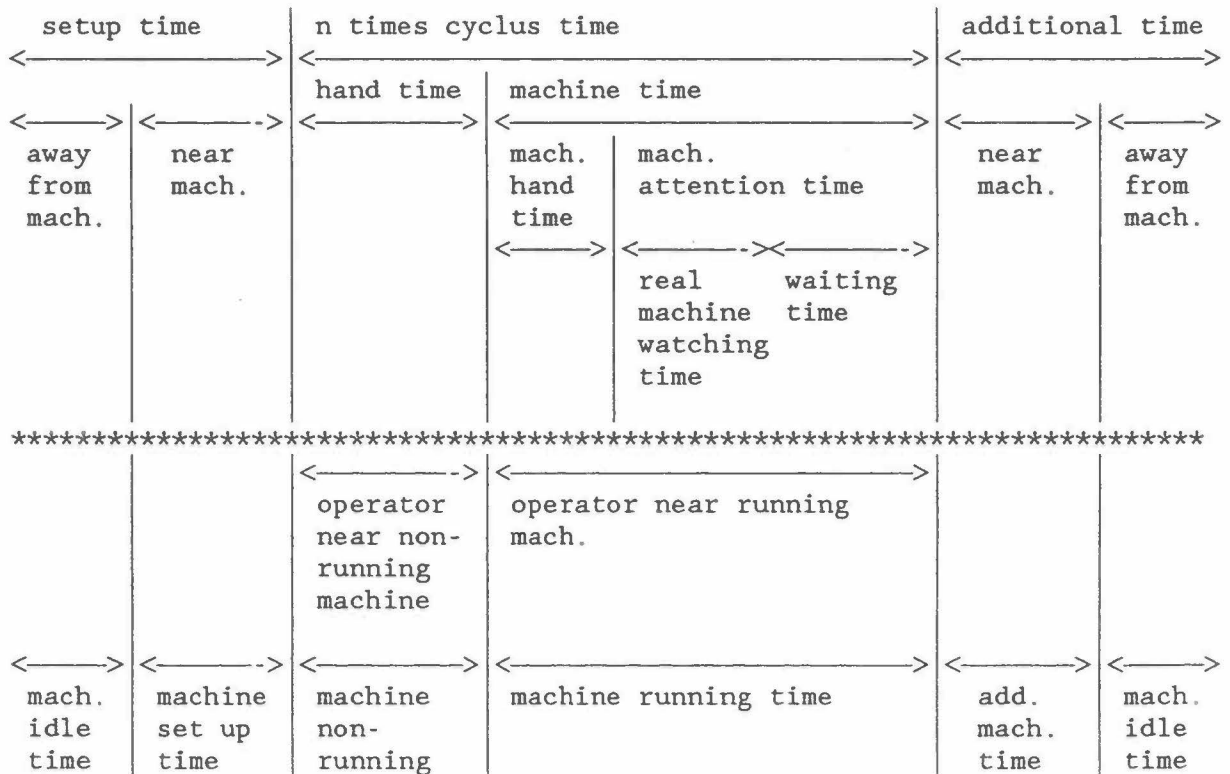 setup time n times cyclus time additional time
hand time machine time
away near mach. mach. near away
from mach. hand attention time mach. from
mach. time mach.
real waiting
machine time
watching
time
****************************************************************************
operator operator near running
near non- mach.
running
machine
mach. machine machine machine running time add. mach.
idle set up non- mach. idle
time time running time time